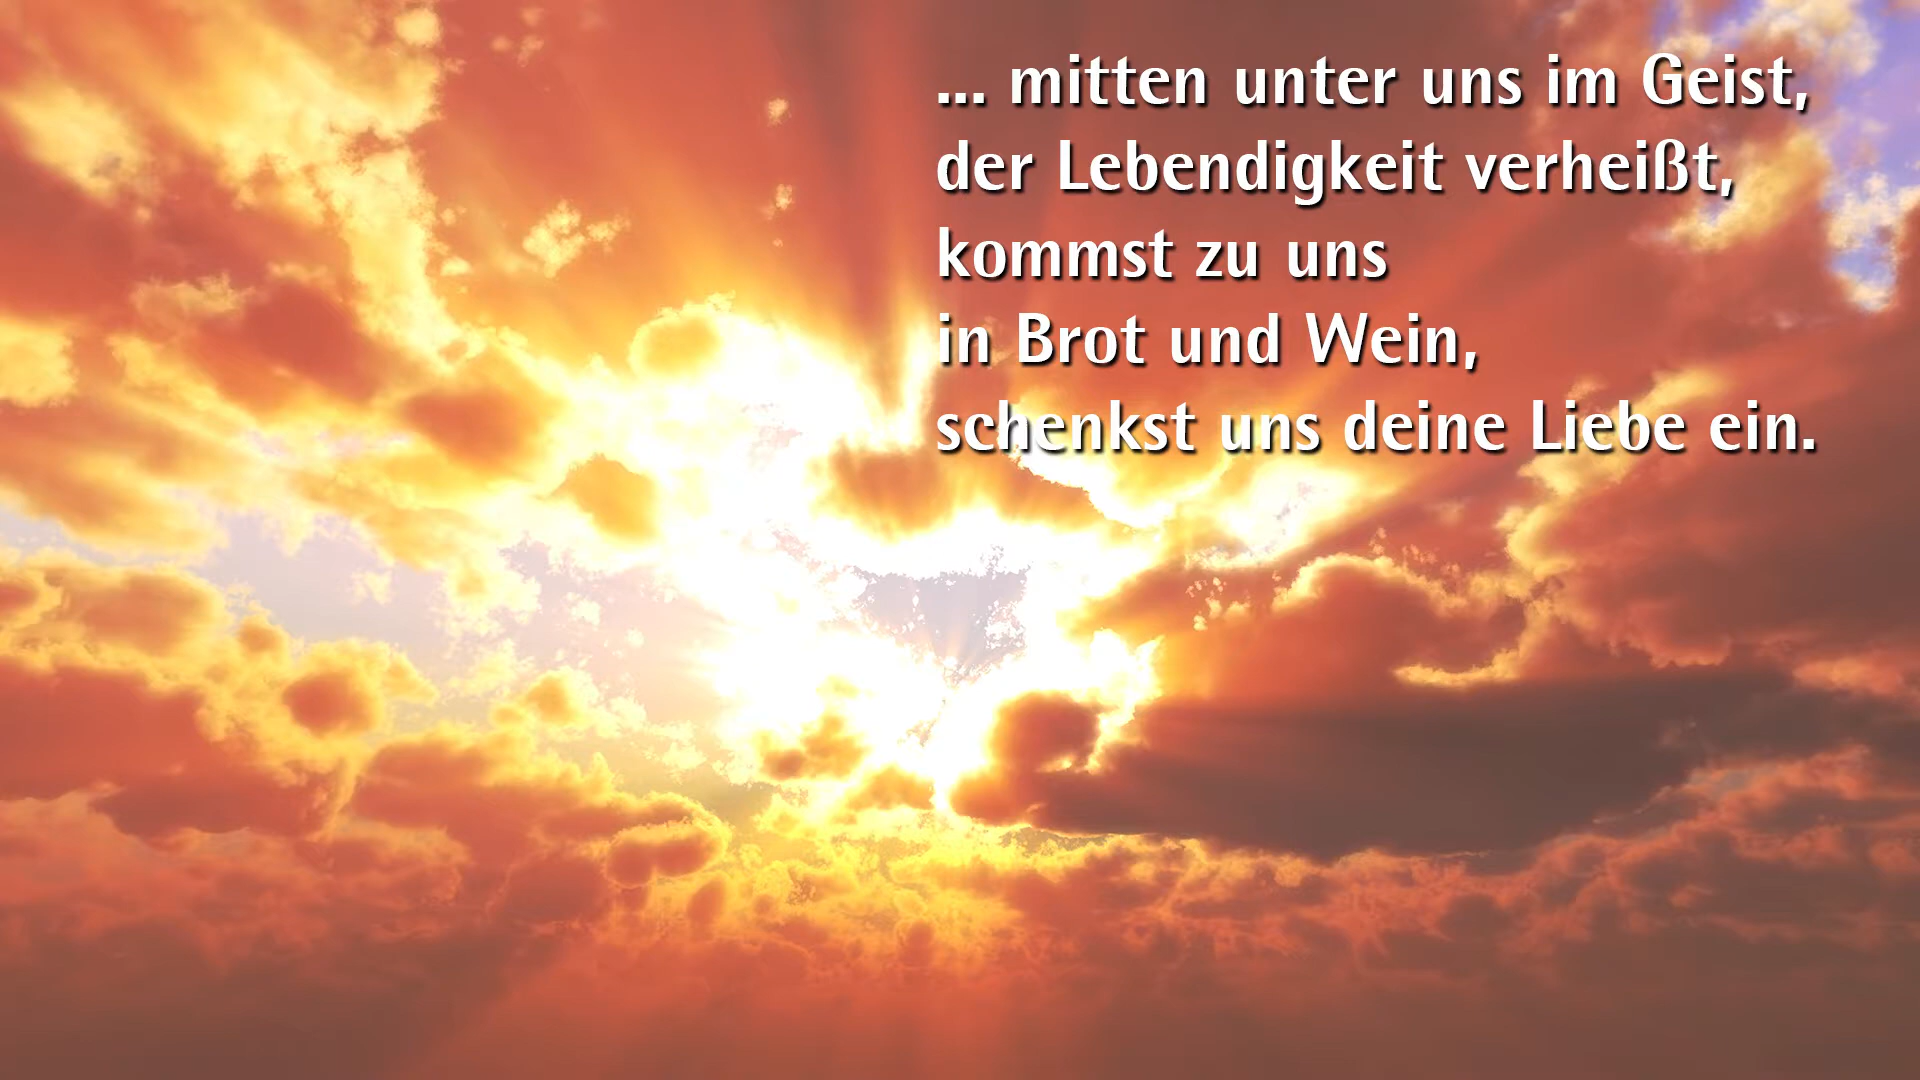 ... mitten unter uns im Geist,
der Lebendigkeit verheißt,
kommst zu uns
in Brot und Wein,
schenkst uns deine Liebe ein.